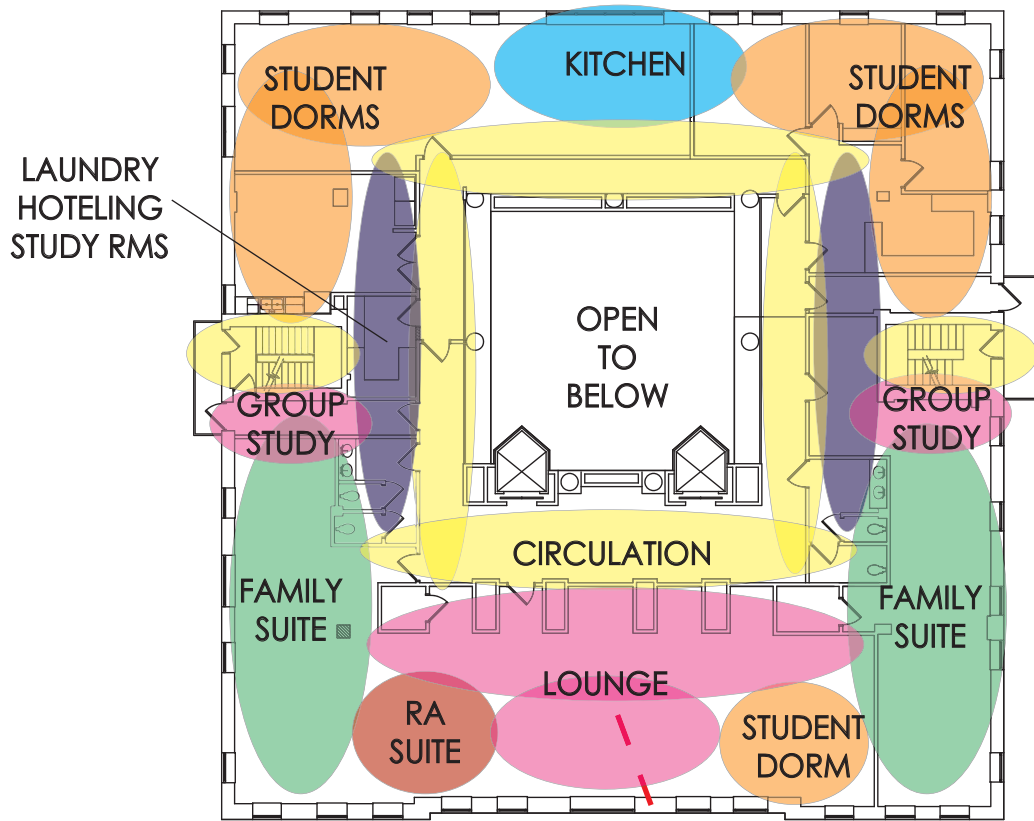 STUDENT
DORMS
KITCHEN
STUDENT
DORMS
LAUNDRY
HOTELING
STUDY RMS
OPEN
TO
BELOW
GROUP
STUDY
GROUP
STUDY
CIRCULATION
FAMILY
SUITE
FAMILY
SUITE
LOUNGE
RA
SUITE
STUDENT
DORM